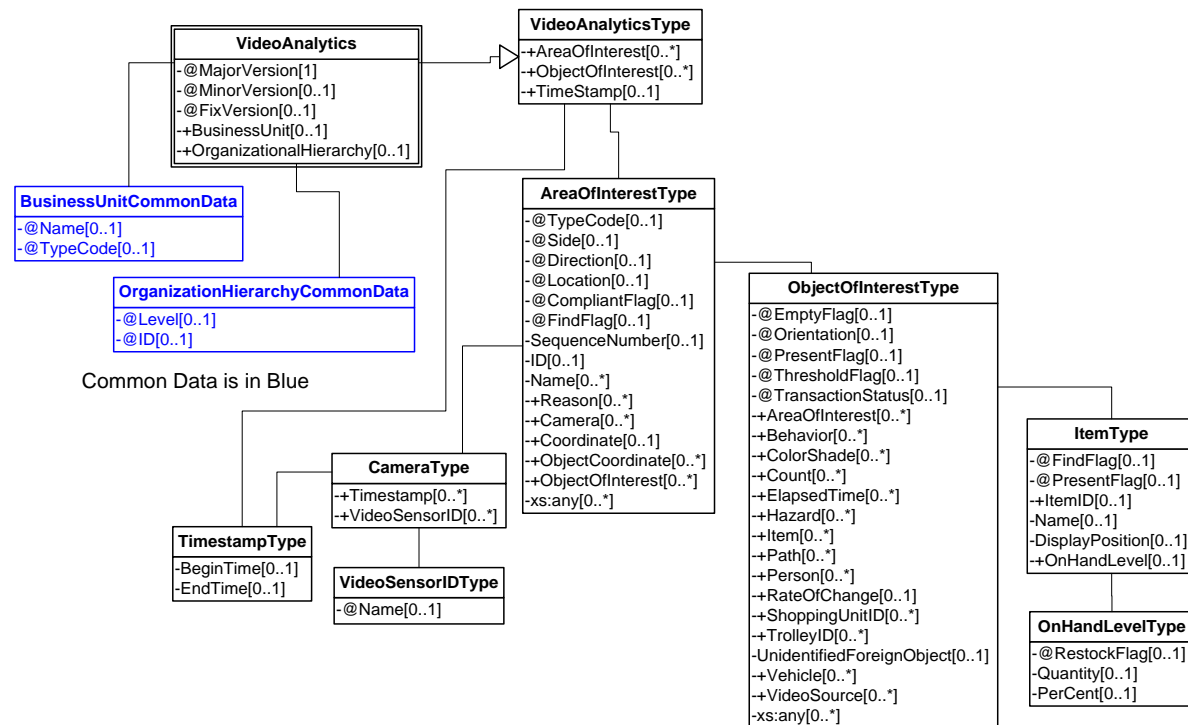 VideoAnalytics
-@MajorVersion[1]
-@MinorVersion[0..1]
-@FixVersion[0..1]
-+BusinessUnit[0..1]
-+OrganizationalHierarchy[0..1]
VideoAnalyticsType
-+AreaOfInterest[0..*]
-+ObjectOfInterest[0..*]
-+TimeStamp[0..1]
BusinessUnitCommonData
-@Name[0..1]
-@TypeCode[0..1]
OrganizationHierarchyCommonData
-@Level[0..1]
-@ID[0..1]
Common Data is in Blue
AreaOfInterestType
-@TypeCode[0..1]
-@Side[0..1]
-@Direction[0..1]
-@Location[0..1]
-@CompliantFlag[0..1]
-@FindFlag[0..1]
-SequenceNumber[0..1]
-ID[0..1]
-Name[0..*]
-+Reason[0..*]
-+Camera[0..*]
-+Coordinate[0..1]
-+ObjectCoordinate[0..*]
-+ObjectOfInterest[0..*]
-xs:any[0..*]
ObjectOfInterestType
-@EmptyFlag[0..1]
-@Orientation[0..1]
-@PresentFlag[0..1]
-@ThresholdFlag[0..1]
-@TransactionStatus[0..1]
-+AreaOfInterest[0..*]
-+Behavior[0..*]
-+ColorShade[0..*]
-+Count[0..*]
-+ElapsedTime[0..*]
-+Hazard[0..*]
-+Item[0..*]
-+Path[0..*]
-+Person[0..*]
-+RateOfChange[0..1]
-+ShoppingUnitID[0..*]
-+TrolleyID[0..*]
-UnidentifiedForeignObject[0..1]
-+Vehicle[0..*]
-+VideoSource[0..*]
-xs:any[0..*]
ItemType
-@FindFlag[0..1]
-@PresentFlag[0..1]
-+ItemID[0..1]
-Name[0..1]
-DisplayPosition[0..1]
-+OnHandLevel[0..1]
CameraType
-+Timestamp[0..*]
-+VideoSensorID[0..*]
TimestampType
-BeginTime[0..1]
-EndTime[0..1]
VideoSensorIDType
-@Name[0..1]
OnHandLevelType
-@RestockFlag[0..1]
-Quantity[0..1]
-PerCent[0..1]